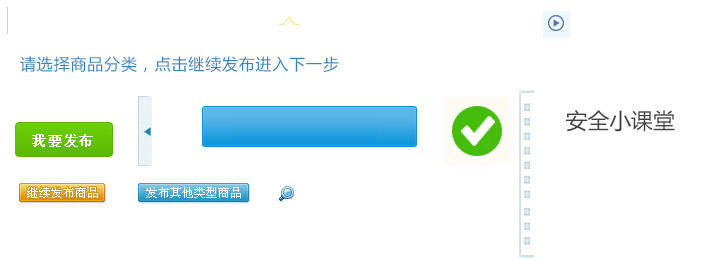 请选择商品分类，点击继续发布进入下一步
我要发布
安全小课堂
继续发布商品
发布其他类型商品